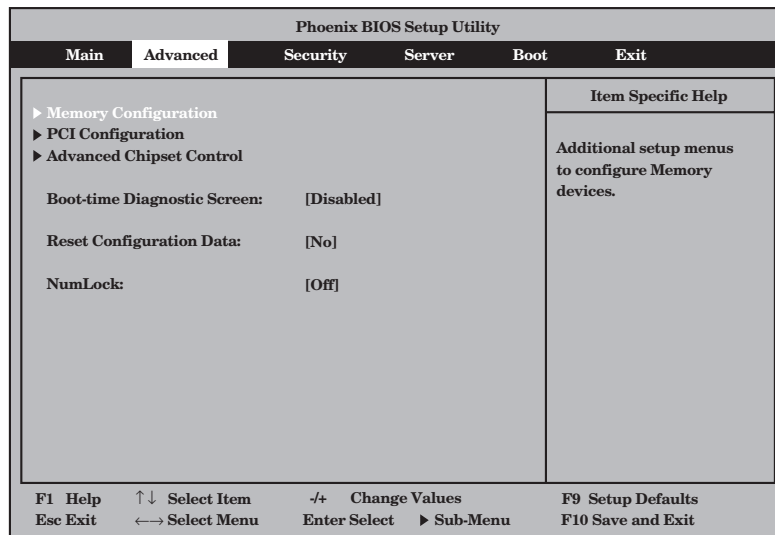 Phoenix BIOS Setup Utility
Main Advanced Security Server Boot Exit
▶ Memory Configuration
▶ PCI Configuration
▶ Advanced Chipset Control
Boot-time Diagnostic Screen: [Disabled]
Reset Configuration Data: [No]
NumLock: [Off]
Item Specific Help
Additional setup menus
to configure Memory
devices.
F1 Help ↑↓ Select Item -/+ Change Values F9 Setup Defaults
Esc Exit ←→ Select Menu Enter Select ▶ Sub-Menu F10 Save and Exit